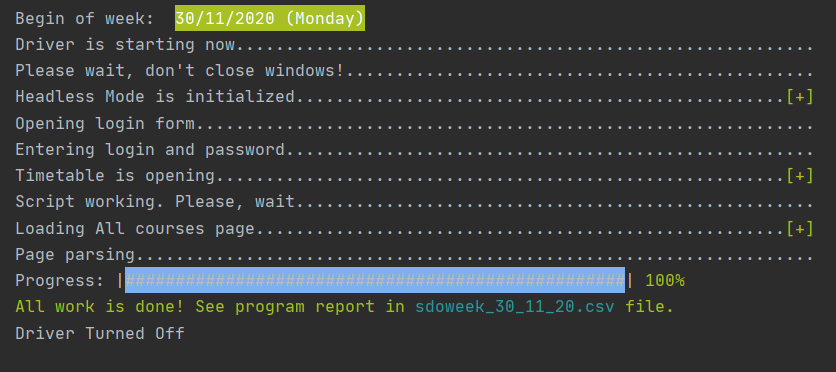 Begin of week:  30/11/2020 (Monday)
Driver is starting now..........................................................
Please wait, don't close windows!...............................................
Headless Mode is initialized.................................................[+]
Opening login form..............................................................
Entering login and password.....................................................
Timetable is opening.........................................................[+]
Script working. Please, wait....................................................
Loading All courses page.....................................................[+]
Page parsing....................................................................
Progress: |##################################################| 100%
All work is done! See program report in sdoweek_30_11_20.csv file.
Driver Turned Off